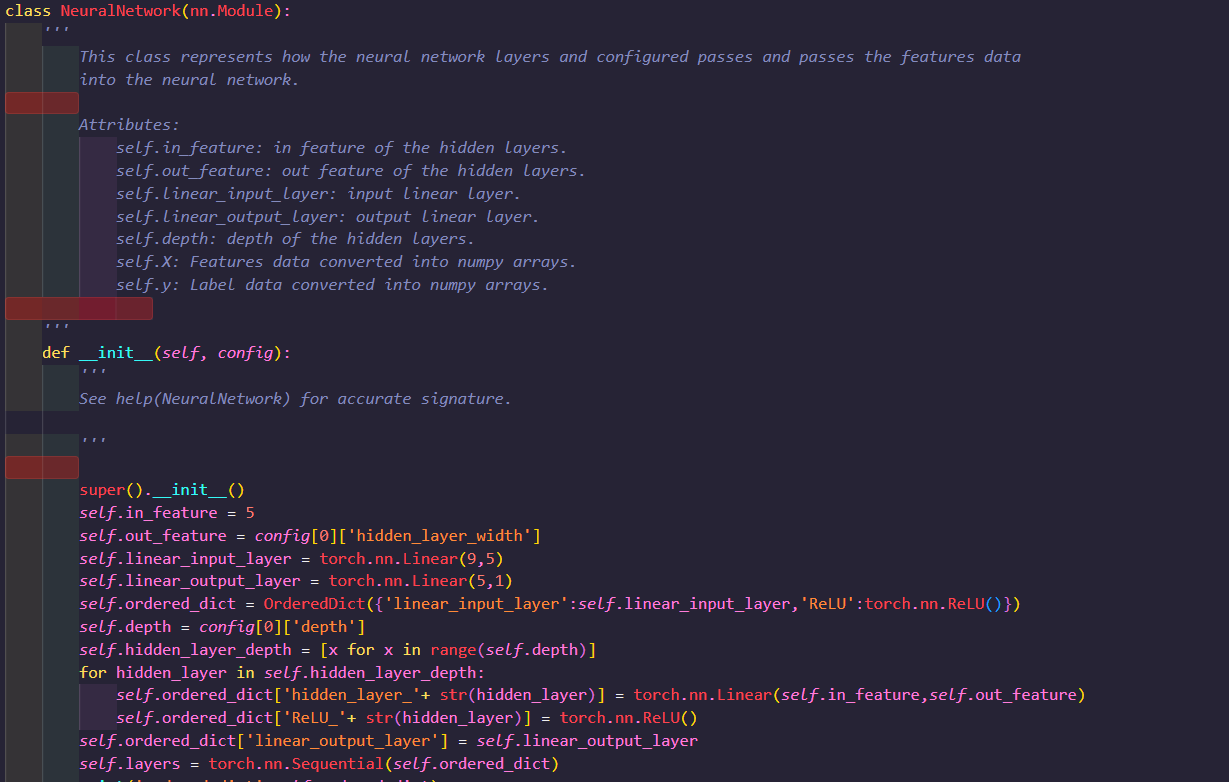 class NeuralNetwork(nn.Module):
'''
This class represents how the neural network layers and configured passes and passes the features data
into the neural network.
Attributes:
self.in_feature: in feature of the hidden layers.
self.out_feature: out feature of the hidden layers.
self.linear_input_layer: input linear layer.
self.linear_output_layer: output linear layer.
self.depth: depth of the hidden layers.
self.X: Features data converted into numpy arrays.
self.y: Label data converted into numpy arrays.
'''
def __init__(self, config):
'''
See help(NeuralNetwork) for accurate signature.
'''
super().__init__()
self.in_feature = 5
self.out_feature = config[0]['hidden_layer_width']
self.linear_input_layer = torch.nn.Linear(9,5)
self.linear_output_layer = torch.nn.Linear(5,1)
self.ordered_dict = OrderedDict({'linear_input_layer':self.linear_input_layer,'ReLU':torch.nn.ReLU()})
self.depth = config[0]['depth']
self.hidden_layer_depth = [x for x in range(self.depth)]
for hidden_layer in self.hidden_layer_depth:
self.ordered_dict['hidden_layer_'+ str(hidden_layer)] = torch.nn.Linear(self.in_feature,self.out_feature)
self.ordered_dict['ReLU_'+ str(hidden_layer)] = torch.nn.ReLU()
self.ordered_dict['linear_output_layer'] = self.linear_output_layer
self.layers = torch.nn.Sequential(self.ordered_dict)